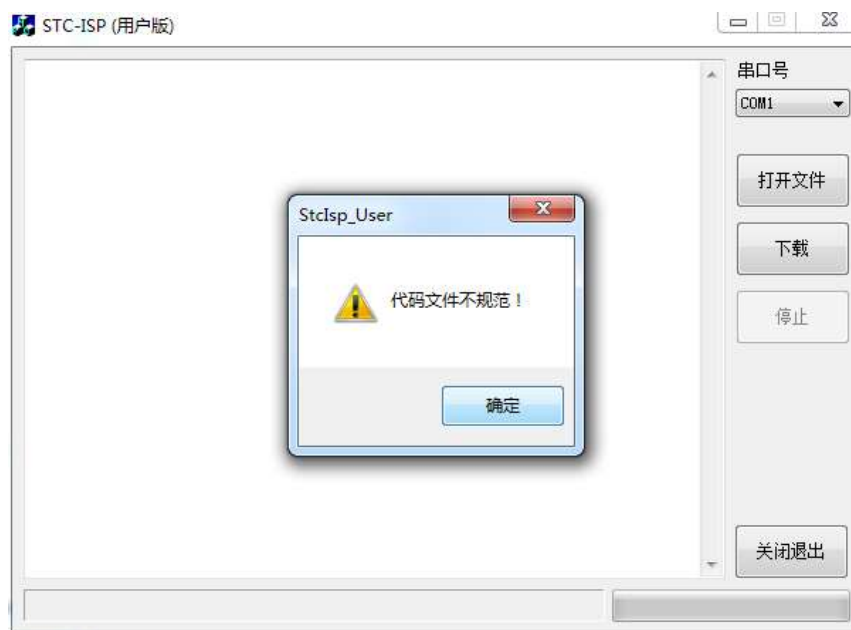 STC-ISP (用户版)
串口号
COM1
打开文件
下载
停止
StcIsp_User
代码文件不规范！
确定
关闭退出